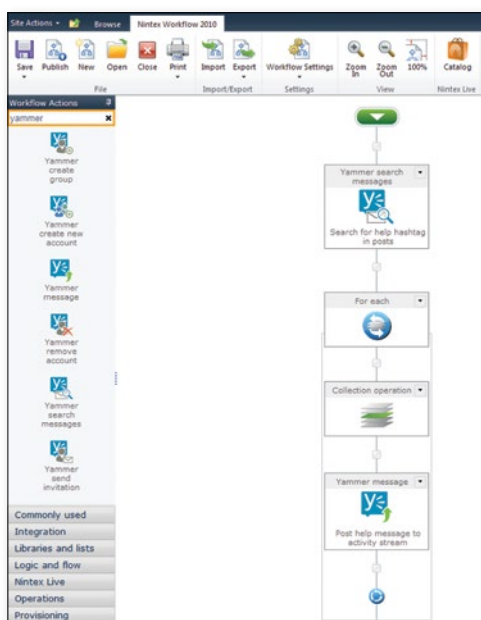 Site Actions
Browse
Nintex Workflow 2010
Save
Publish
New
Open
Close
Print
Import
Export
Workflow Settings
Zoom In
Zoom Out
100%
Catalog
File
Import/Export
Settings
View
Nintex Live
Workflow Actions
yammer
Yammer
create
group
Yammer
create new
account
Yammer
message
Yammer
remove
account
Yammer
search
messages
Yammer
send
invitation
Commonly used
Integration
Libraries and lists
Logic and flow
Nintex Live
Operations
Provisioning
Yammer search
messages
Search for help hashtag
in posts
For each
Collection operation
Yammer message
Post help message to
activity stream